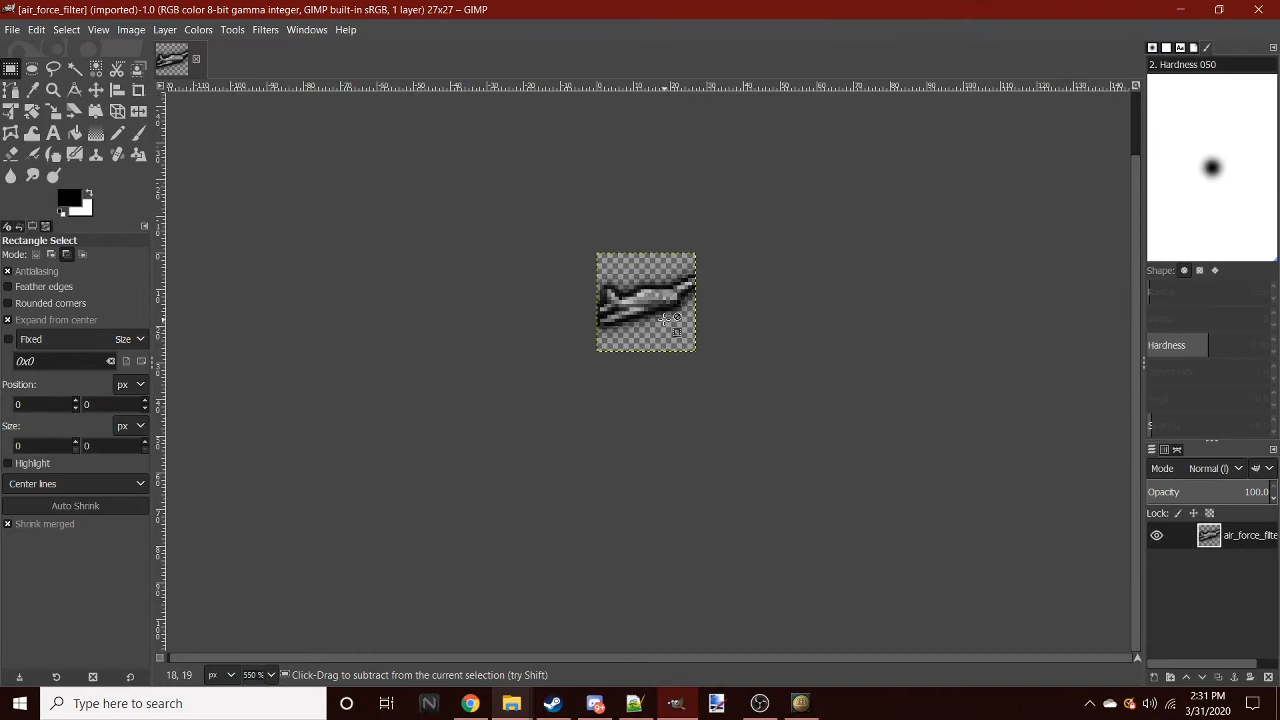 [air_force_filter] (imported)-1.0 (RGB color 8-bit gamma integer, GIMP built-in sRGB, 1 layer) 27x27 – GIMP
File Edit Select View Image Layer Colors Tools Filters Windows Help
2. Hardness 050
Rectangle Select
Mode:
Antialiasing
Feather edges
Rounded corners
Expand from center
Fixed Size
0x0
Position: px
0 0
Size: px
0 0
Highlight
Center lines
Auto Shrink
Shrink merged
Shape:
Hardness
Mode Normal (l)
Opacity 100.0
Lock:
air_force_filte
18, 19 px 550 % Click-Drag to subtract from the current selection (try Shift)
Type here to search
2:31 PM
3/31/2020